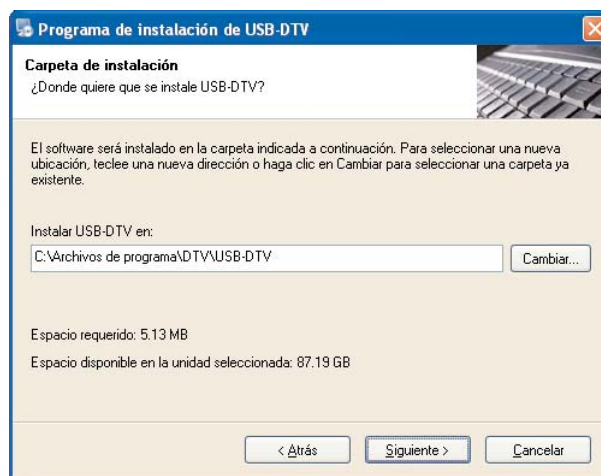 Programa de instalación de USB-DTV
Carpeta de instalación
¿Donde quiere que se instale USB-DTV?
El software será instalado en la carpeta indicada a continuación. Para seleccionar una nueva
ubicación, teclee una nueva dirección o haga clic en Cambiar para seleccionar una carpeta ya
existente.
Instalar USB-DTV en:
C:\Archivos de programa\DTV\USB-DTV
Cambiar...
Espacio requerido: 5.13 MB
Espacio disponible en la unidad seleccionada: 87.19 GB
< Atrás Siguiente > Cancelar